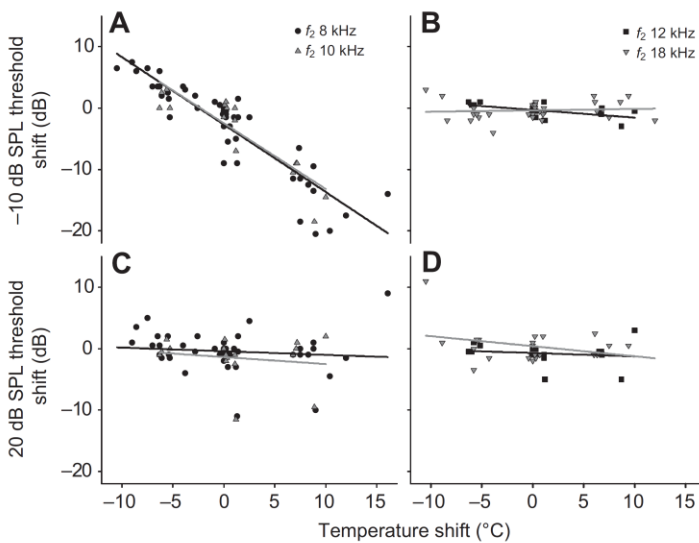 A
f2 8 kHz
f2 10 kHz
B
f2 12 kHz
f2 18 kHz
–10 dB SPL threshold
shift (dB)
10
0
–10
–20
C
D
20 dB SPL threshold
shift (dB)
10
0
–10
–20
–10 –5 0 5 10 15
–10 –5 0 5 10 15
Temperature shift (°C)